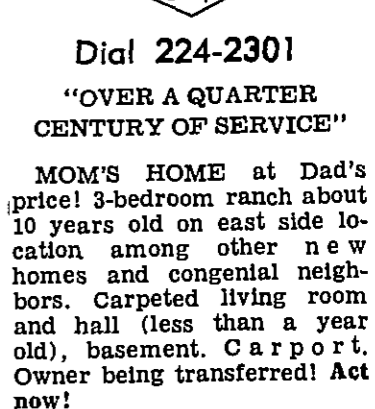 Dial 224-2301
"OVER A QUARTER
CENTURY OF SERVICE"
MOM'S HOME at Dad's
price! 3-bedroom ranch about
10 years old on east side lo-
cation among other new
homes and congenial neigh-
bors. Carpeted living room
and hall (less than a year
old), basement. Carport.
Owner being transferred! Act
now!